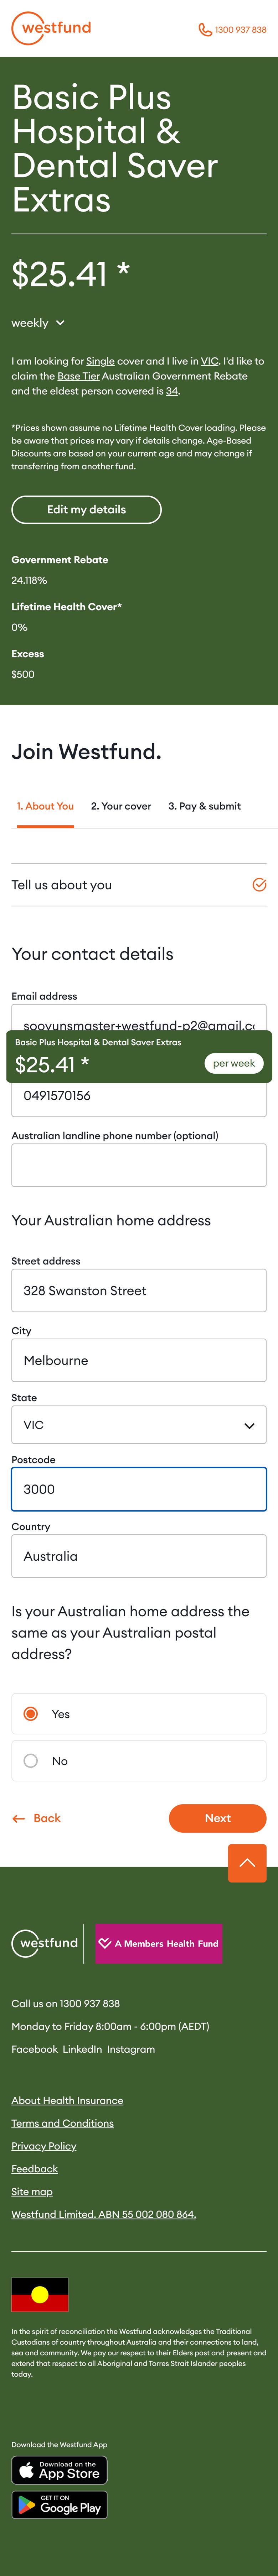 westfund
1300 937 838
Basic Plus
Hospital &
Dental Saver
Extras
$25.41 *
weekly
I am looking for Single cover and I live in VIC. I'd like to
claim the Base Tier Australian Government Rebate
and the eldest person covered is 34.
*Prices shown assume no Lifetime Health Cover loading. Please
be aware that prices may vary if details change. Age-Based
Discounts are based on your current age and may change if
transferring from another fund.
Edit my details
Government Rebate
24.118%
Lifetime Health Cover*
0%
Excess
$500
Join Westfund.
1. About You 2. Your cover 3. Pay & submit
Tell us about you
Your contact details
Email address
sooyunsmaster+westfund-p2@gmail.cc
Basic Plus Hospital & Dental Saver Extras
$25.41 *
per week
0491570156
Australian landline phone number (optional)
Your Australian home address
Street address
328 Swanston Street
City
Melbourne
State
VIC
Postcode
3000
Country
Australia
Is your Australian home address the
same as your Australian postal
address?
Yes
No
Back
Next
westfund
A Members Health Fund
Call us on 1300 937 838
Monday to Friday 8:00am - 6:00pm (AEDT)
Facebook LinkedIn Instagram
About Health Insurance
Terms and Conditions
Privacy Policy
Feedback
Site map
Westfund Limited. ABN 55 002 080 864.
In the spirit of reconciliation the Westfund acknowledges the Traditional
Custodians of country throughout Australia and their connections to land,
sea and community. We pay our respect to their Elders past and present and
extend that respect to all Aboriginal and Torres Strait Islander peoples
today.
Download the Westfund App
Download on the
App Store
GET IT ON
Google Play